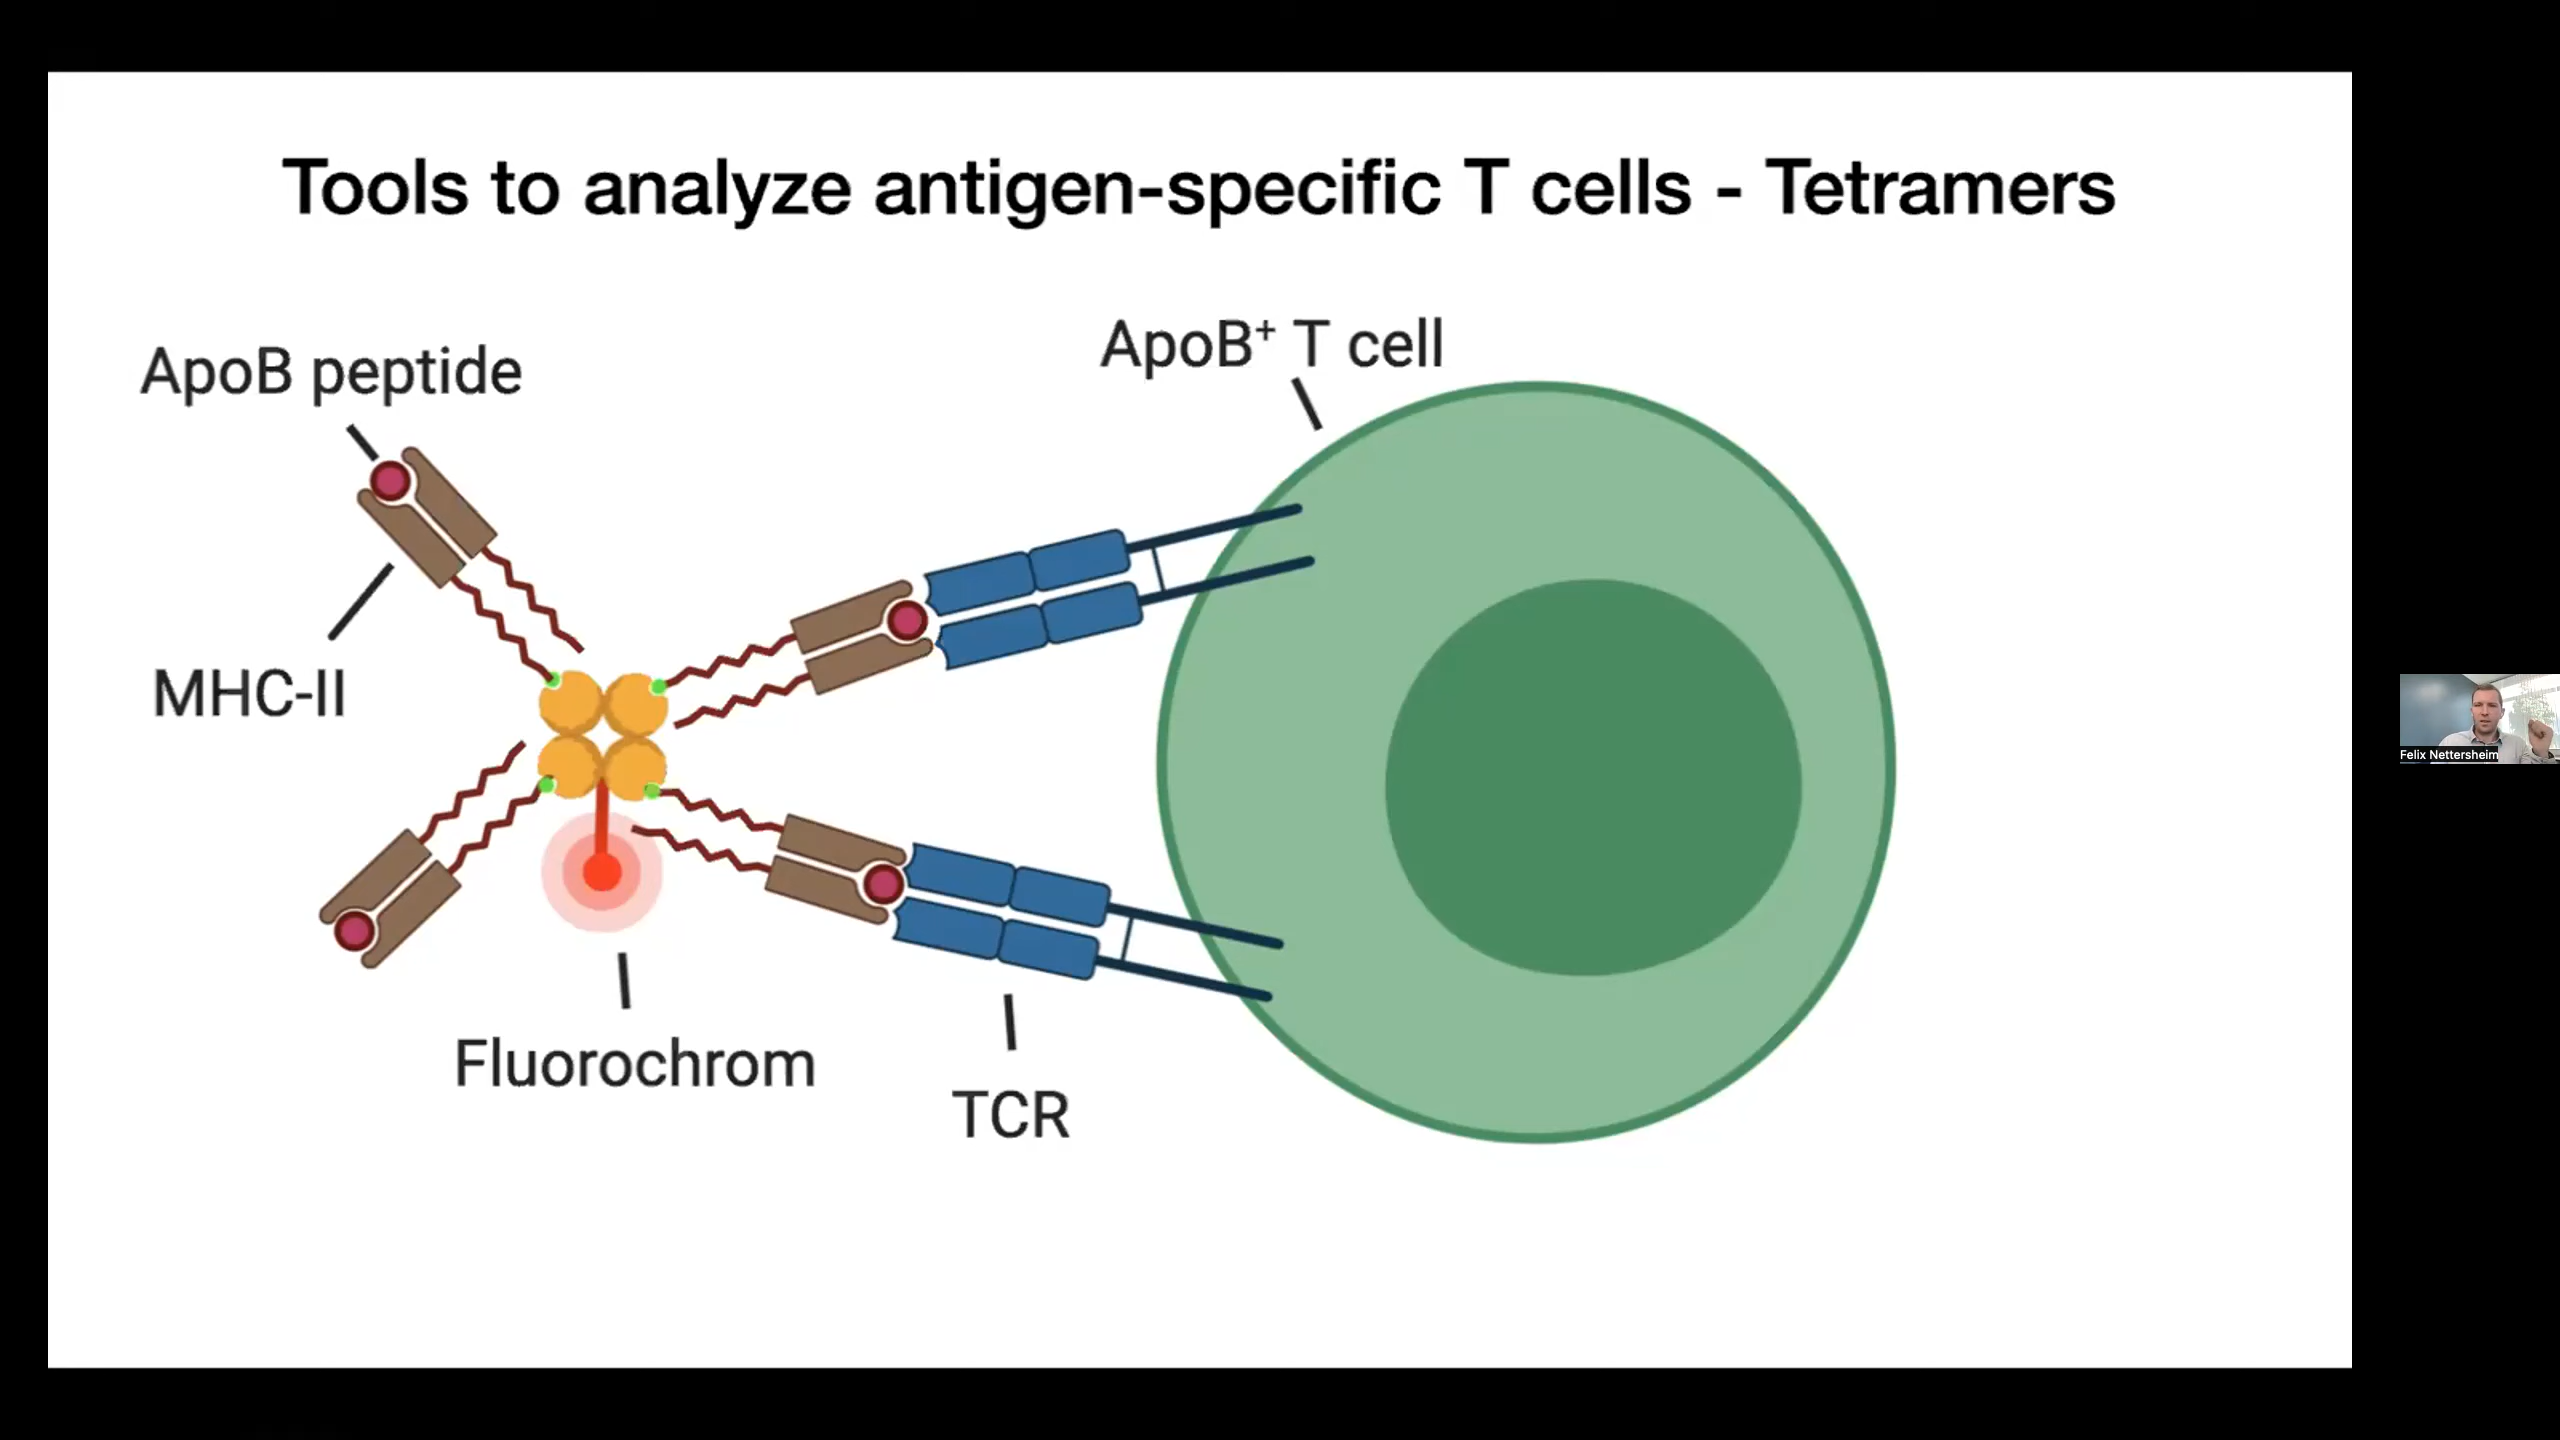 Tools to analyze antigen-specific T cells - Tetramers
ApoB peptide
ApoB⁺ T cell
MHC-II
Fluorochrom
TCR
Felix Nettersheim